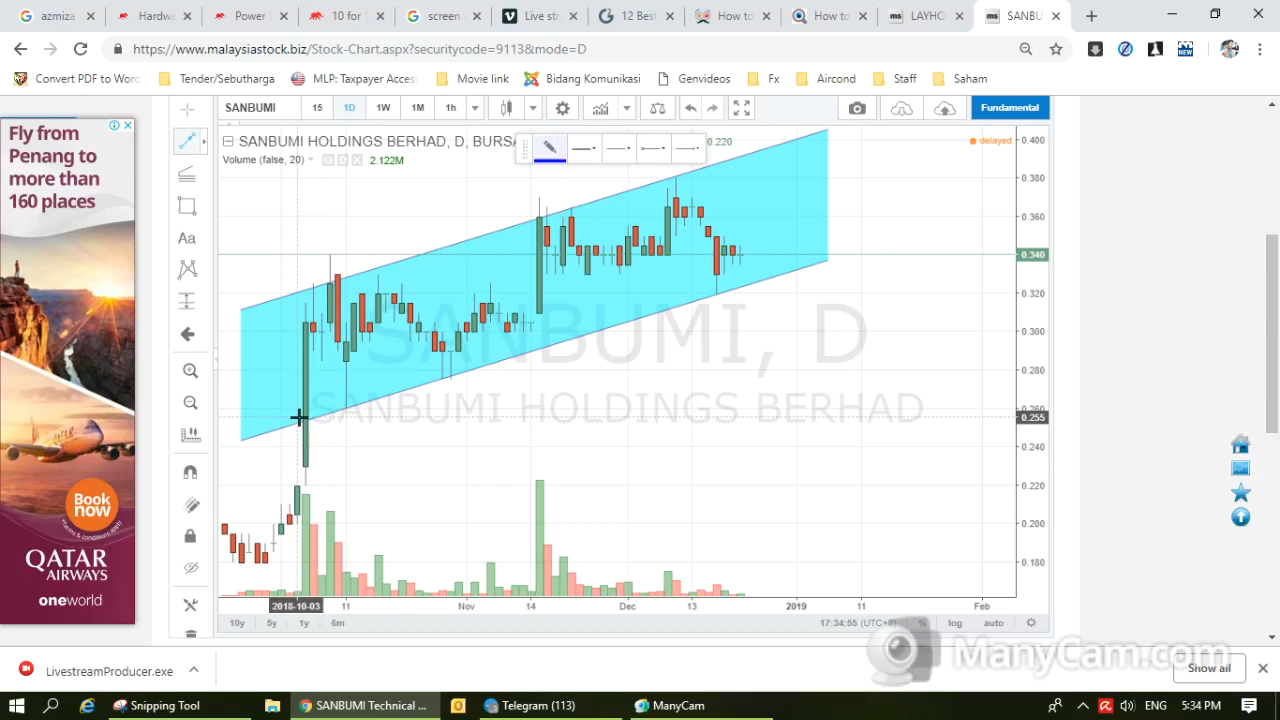 azmiza
Hardwa
Power S
10 for
screen
Live str
12 Best
How to
How to
LAYHO
SANBU
https://www.malaysiastock.biz/Stock-Chart.aspx?securitycode=9113&mode=D
Convert PDF to Word
Tender/Sebutharga
MLP: Taxpayer Acces
Movie link
Bidang Komunikasi
Genvideos
Fx
Aircond
Staff
Saham
SANBUMI
15
1D
1W
1M
1h
Fundamental
Fly from
Penang to
more than
160 places
Book
now
terms & conditions apply
QATAR
AIRWAYS
oneworld
Aa
SANBUMI HOLDINGS BERHAD, D, BURSA
0.220
delayed
Volume (false, 20)
2.122M
SANBUMI, D
SANBUMI HOLDINGS BERHAD
0.400
0.380
0.360
0.340
0.320
0.300
0.280
0.260
0.255
0.240
0.220
0.200
0.180
2018-10-03
11
Nov
14
Dec
13
2019
11
Feb
10y
5y
1y
6m
17:34:55 (UTC+8)
%
log
auto
ManyCam.com
LivestreamProducer.exe
Show all
Snipping Tool
SANBUMI Technical ...
Telegram (113)
ManyCam
ENG
5:34 PM